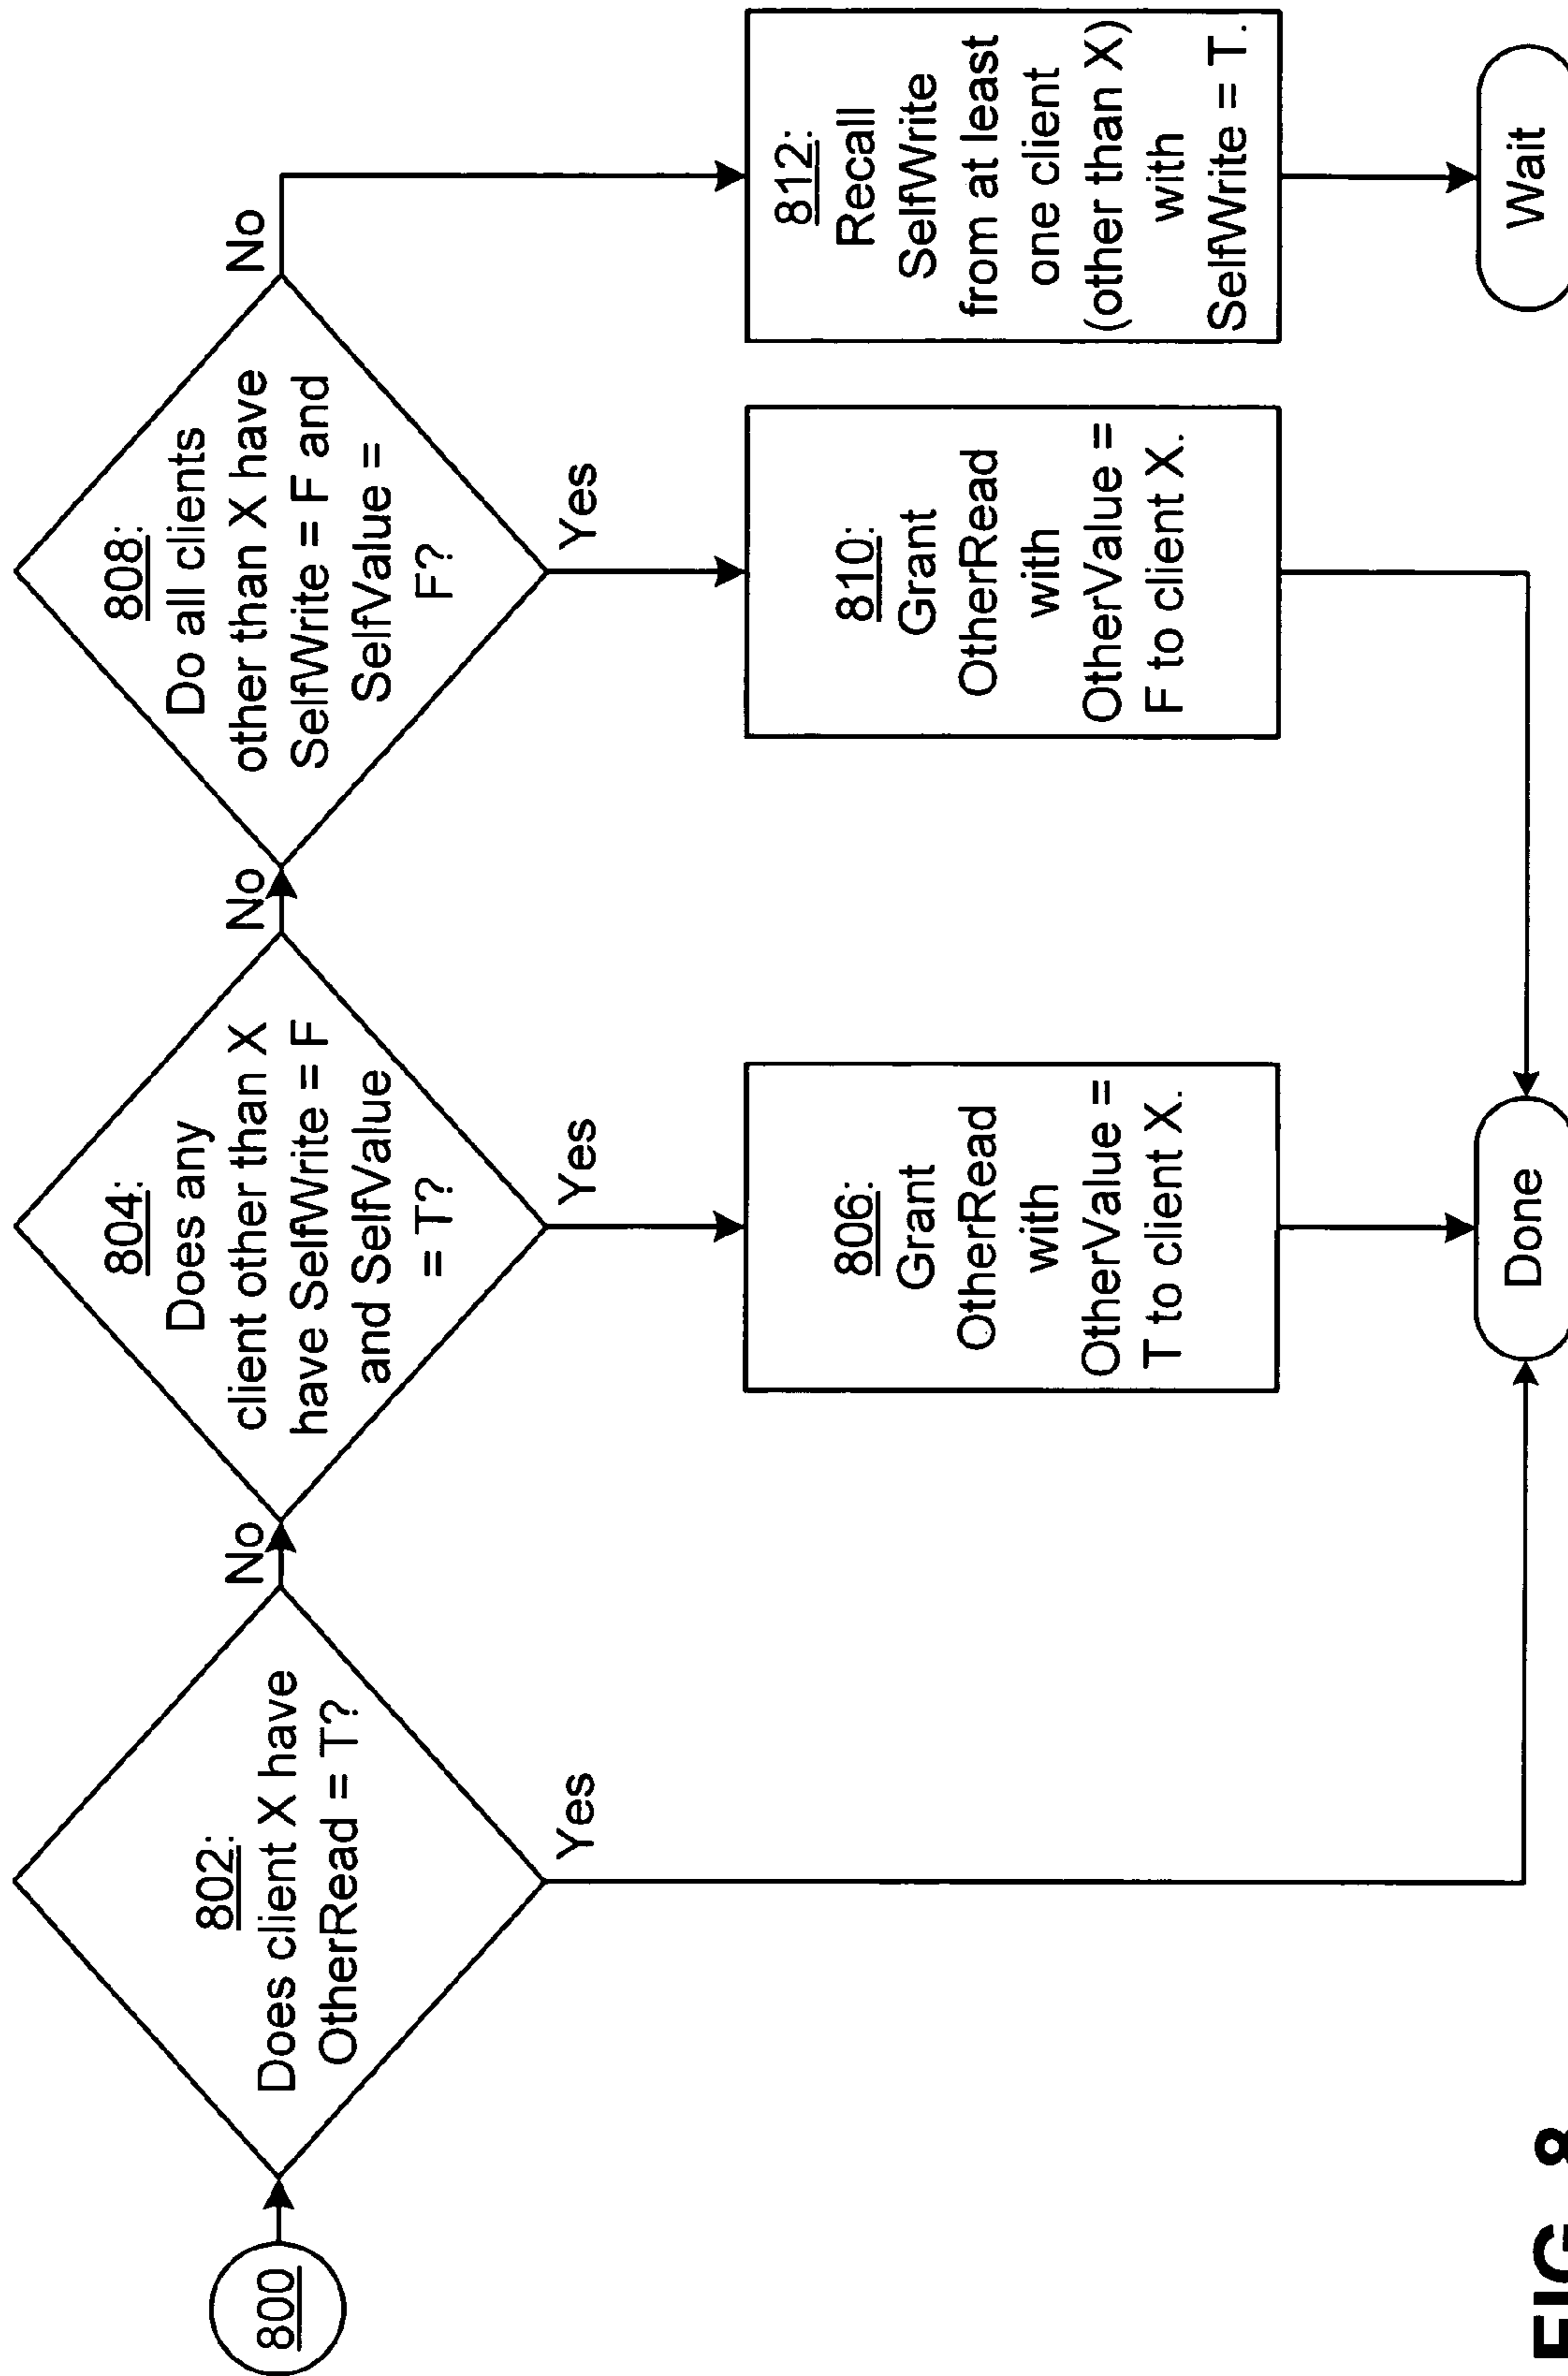 800
802:
Does client X have
OtherRead = T?
Yes
No
804:
Does any
client other than X
have SelfWrite = F
and SelfValue
= T?
Yes
No
806:
Grant
OtherRead
with
OtherValue =
T to client X.
808:
Do all clients
other than X have
SelfWrite = F and
SelfValue =
F?
Yes
No
810:
Grant
OtherRead
with
OtherValue =
F to client X.
812:
Recall
SelfWrite
from at least
one client
(other than X)
with
SelfWrite = T.
Done
Wait
FIG. 8